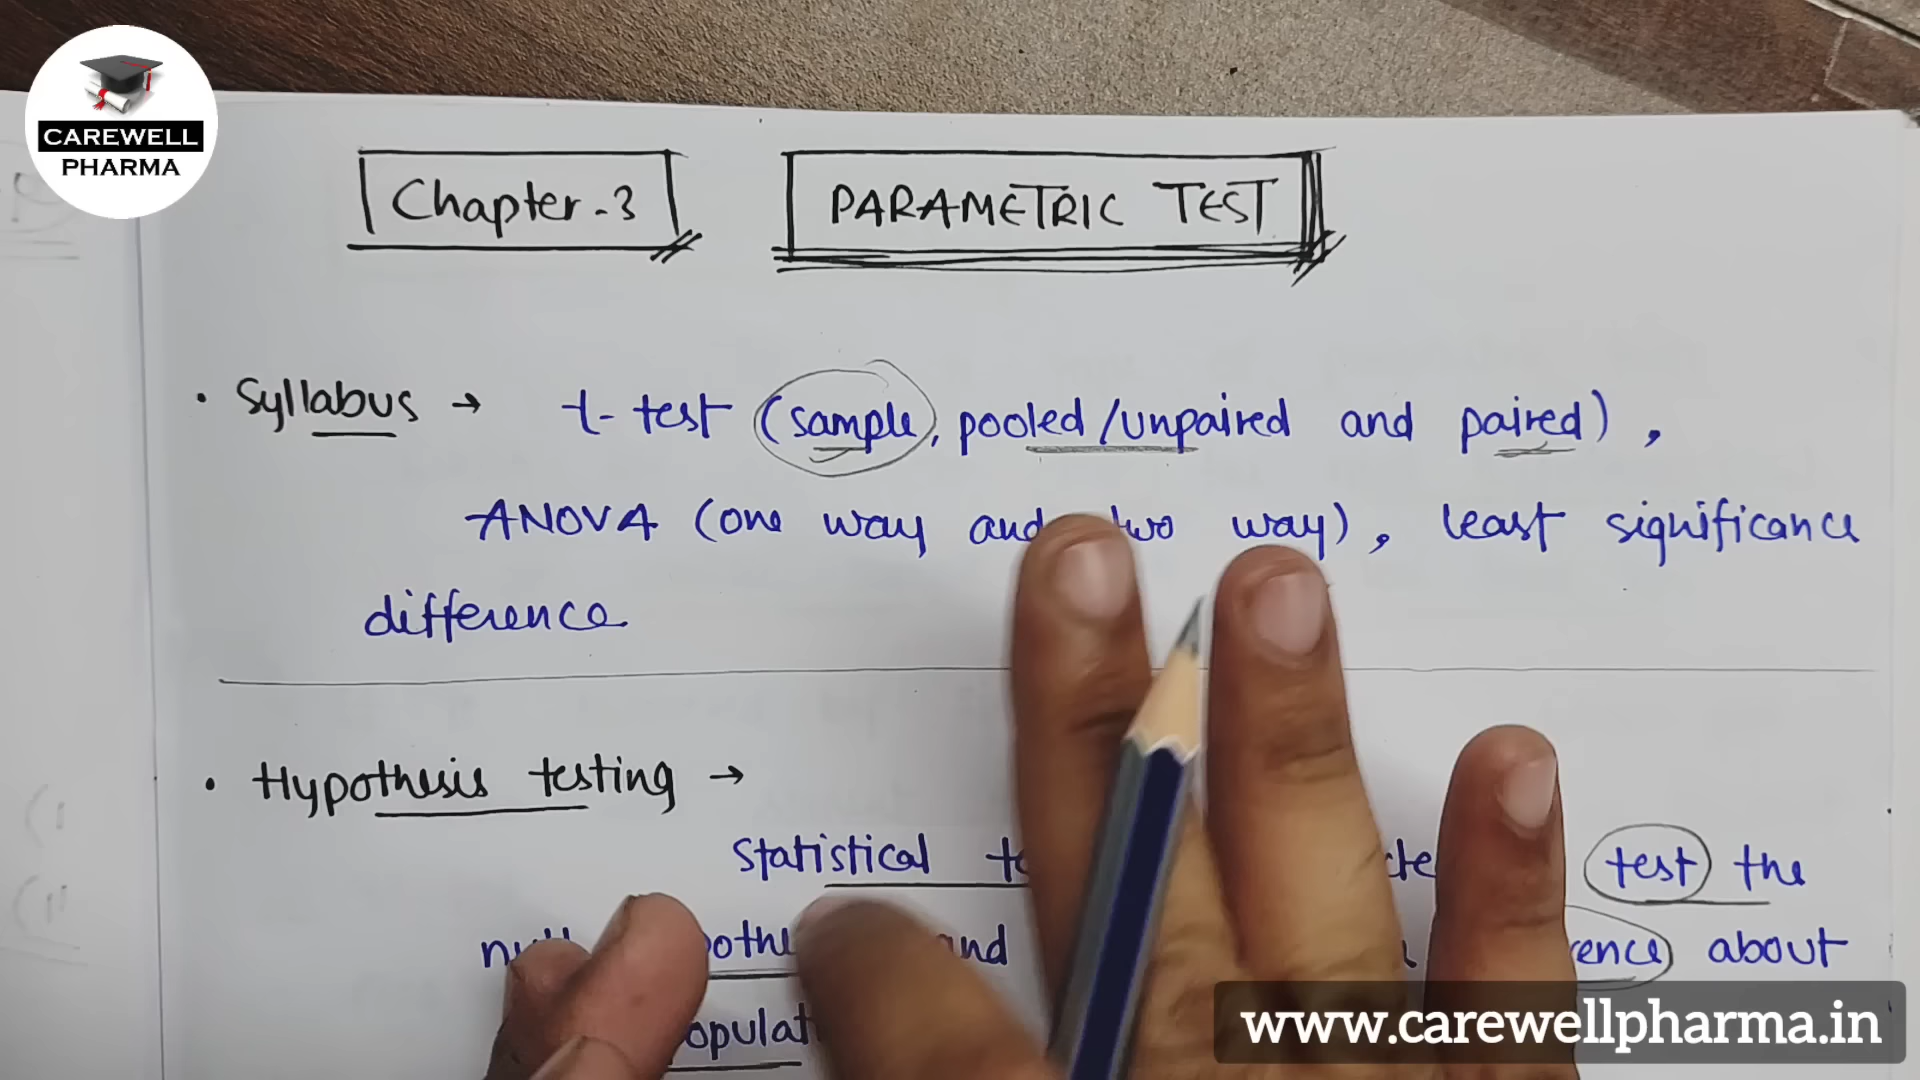 CAREWELL
PHARMA
Chapter-3
PARAMETRIC TEST
• Syllabus → t-test (sample, pooled/unpaired and paired),
ANOVA (one way and two way), least significance
difference
• Hypothesis testing →
Statistical test the
and about
www.carewellpharma.in